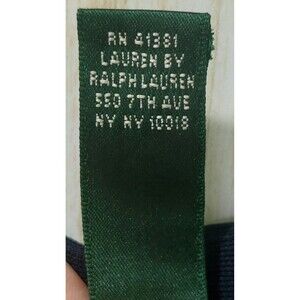 RN 41381
LAUREN BY
RALPH LAUREN
550 7TH AVE
NY NY 10018